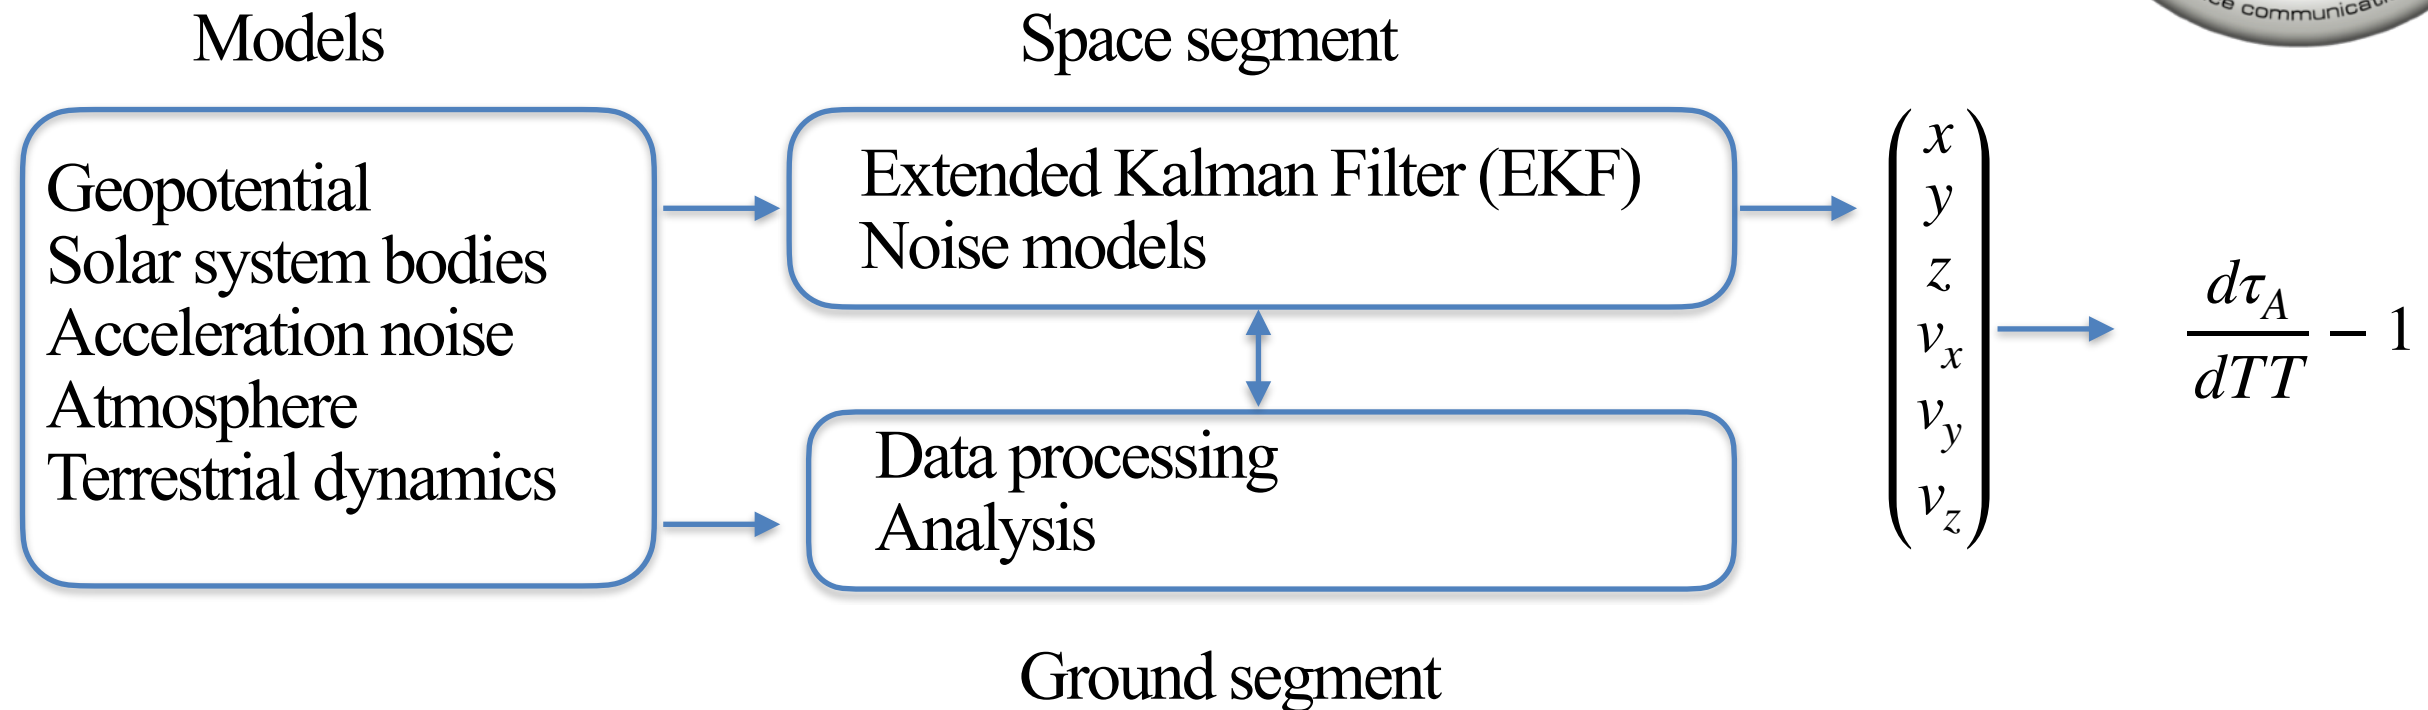 Models
Space segment
communica
Geopotential
Solar system bodies
Acceleration noise
Atmosphere
Terrestrial dynamics
Extended Kalman Filter (EKF)
Noise models
Data processing
Analysis
Ground segment
x
y
z
v_x
v_y
v_z
dτ_A
dTT
− 1